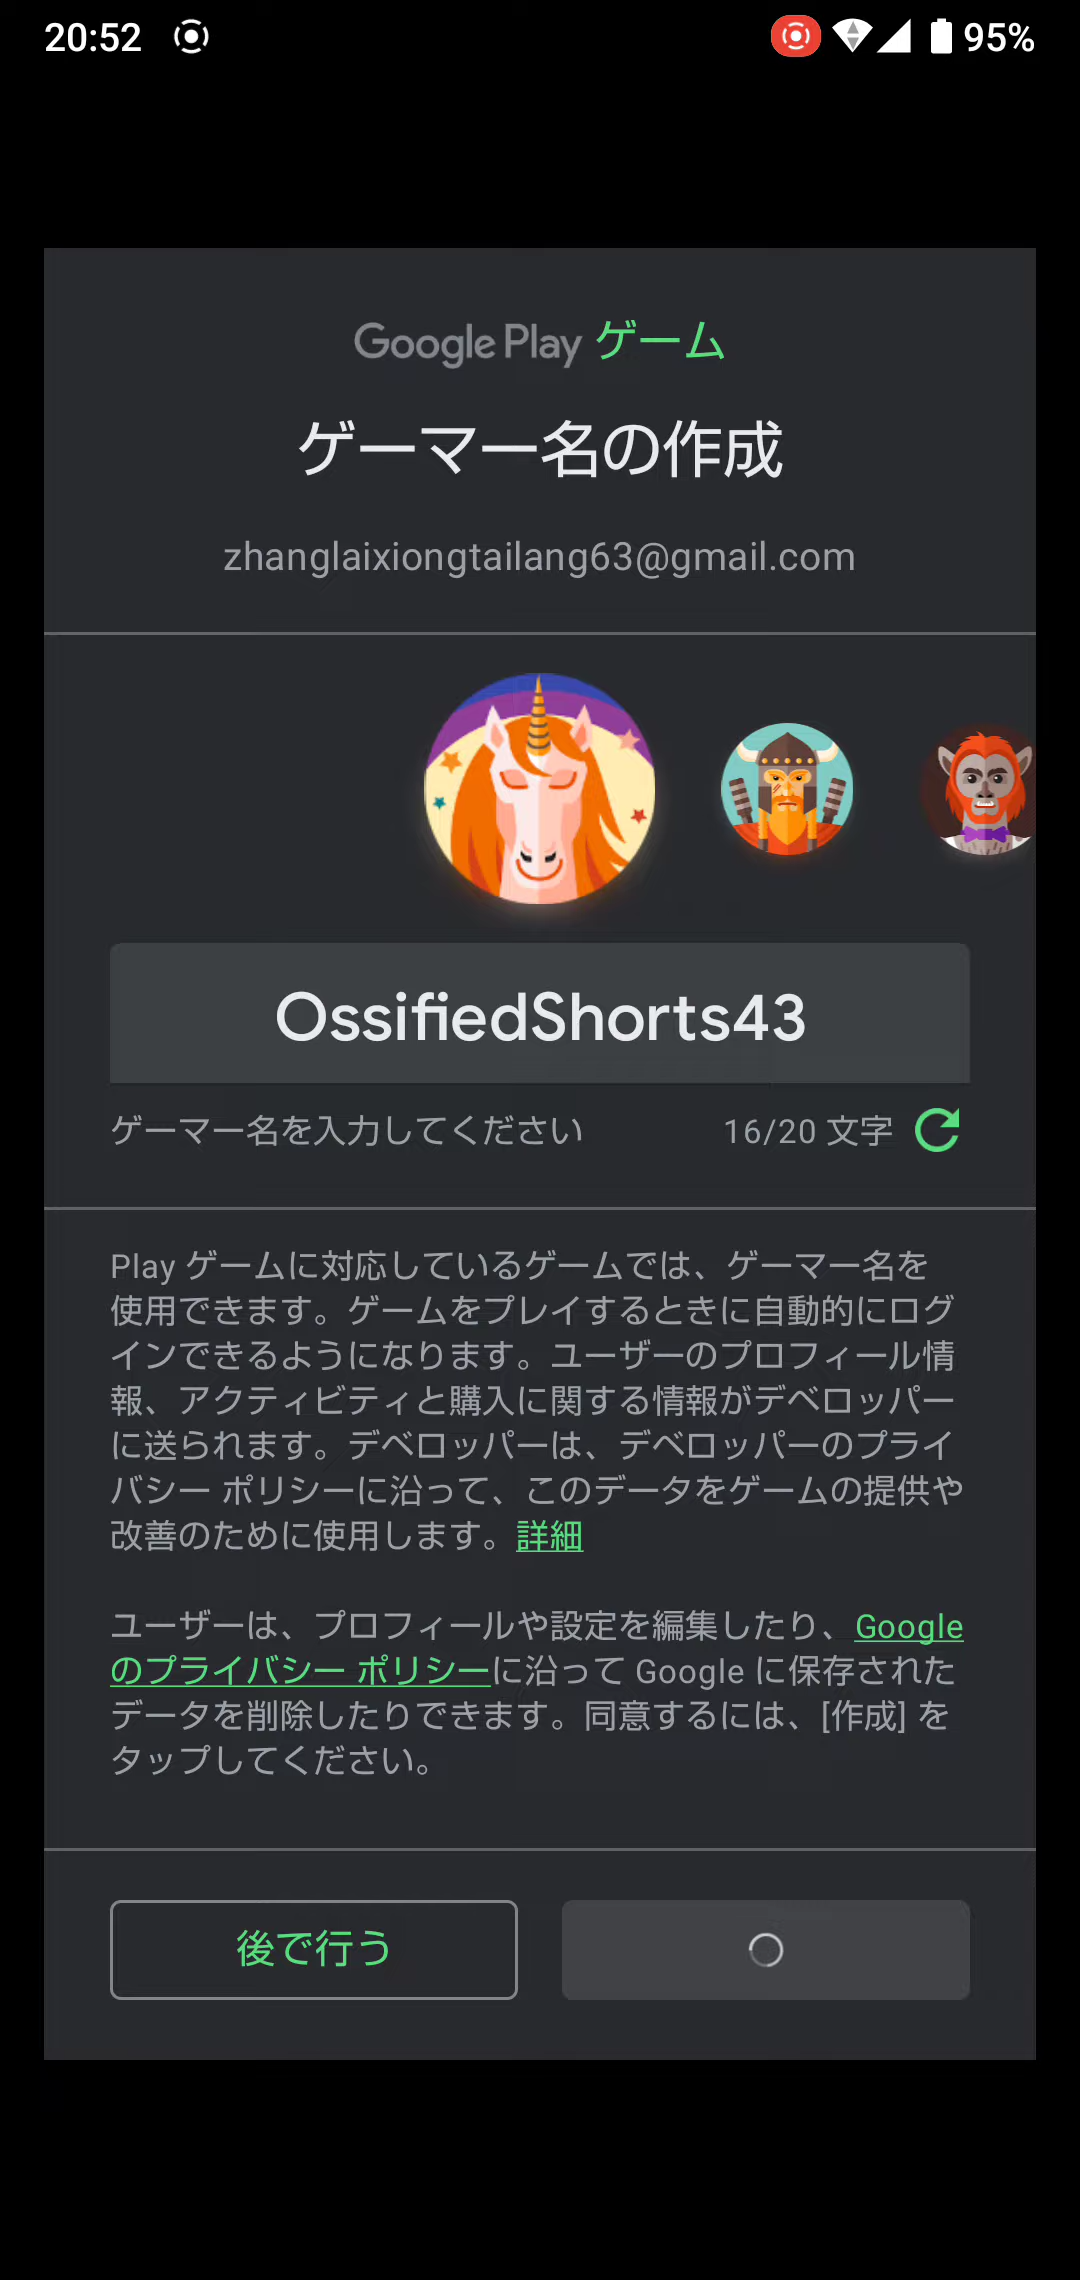 20:52
95%
Google Play ゲーム
ゲーマー名の作成
zhanglaixiongtailang63@gmail.com
OssifiedShorts43
ゲーマー名を入力してください
16/20 文字
Play ゲームに対応しているゲームでは、ゲーマー名を
使用できます。ゲームをプレイするときに自動的にログ
インできるようになります。ユーザーのプロフィール情
報、アクティビティと購入に関する情報がデベロッパー
に送られます。デベロッパーは、デベロッパーのプライ
バシー ポリシーに沿って、このデータをゲームの提供や
改善のために使用します。詳細
ユーザーは、プロフィールや設定を編集したり、Google
のプライバシー ポリシーに沿って Google に保存された
データを削除したりできます。同意するには、[作成] を
タップしてください。
後で行う